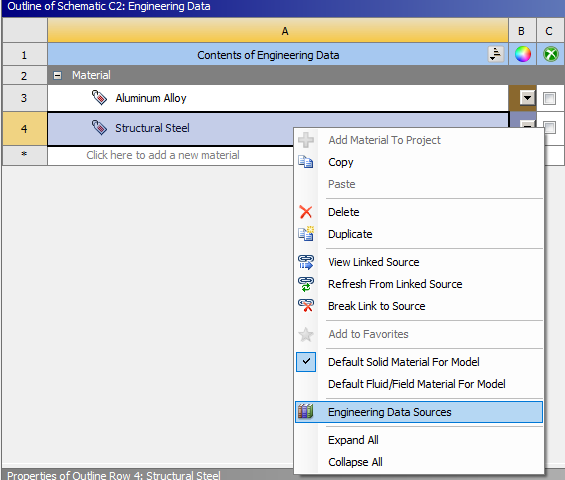 Outline of Schematic C2: Engineering Data
A B C
1 Contents of Engineering Data
2 Material
3 Aluminum Alloy
4 Structural Steel
* Click here to add a new material
Add Material To Project
Copy
Paste
Delete
Duplicate
View Linked Source
Refresh From Linked Source
Break Link to Source
Add to Favorites
Default Solid Material For Model
Default Fluid/Field Material For Model
Engineering Data Sources
Expand All
Collapse All
Properties of Outline Row 4: Structural Steel